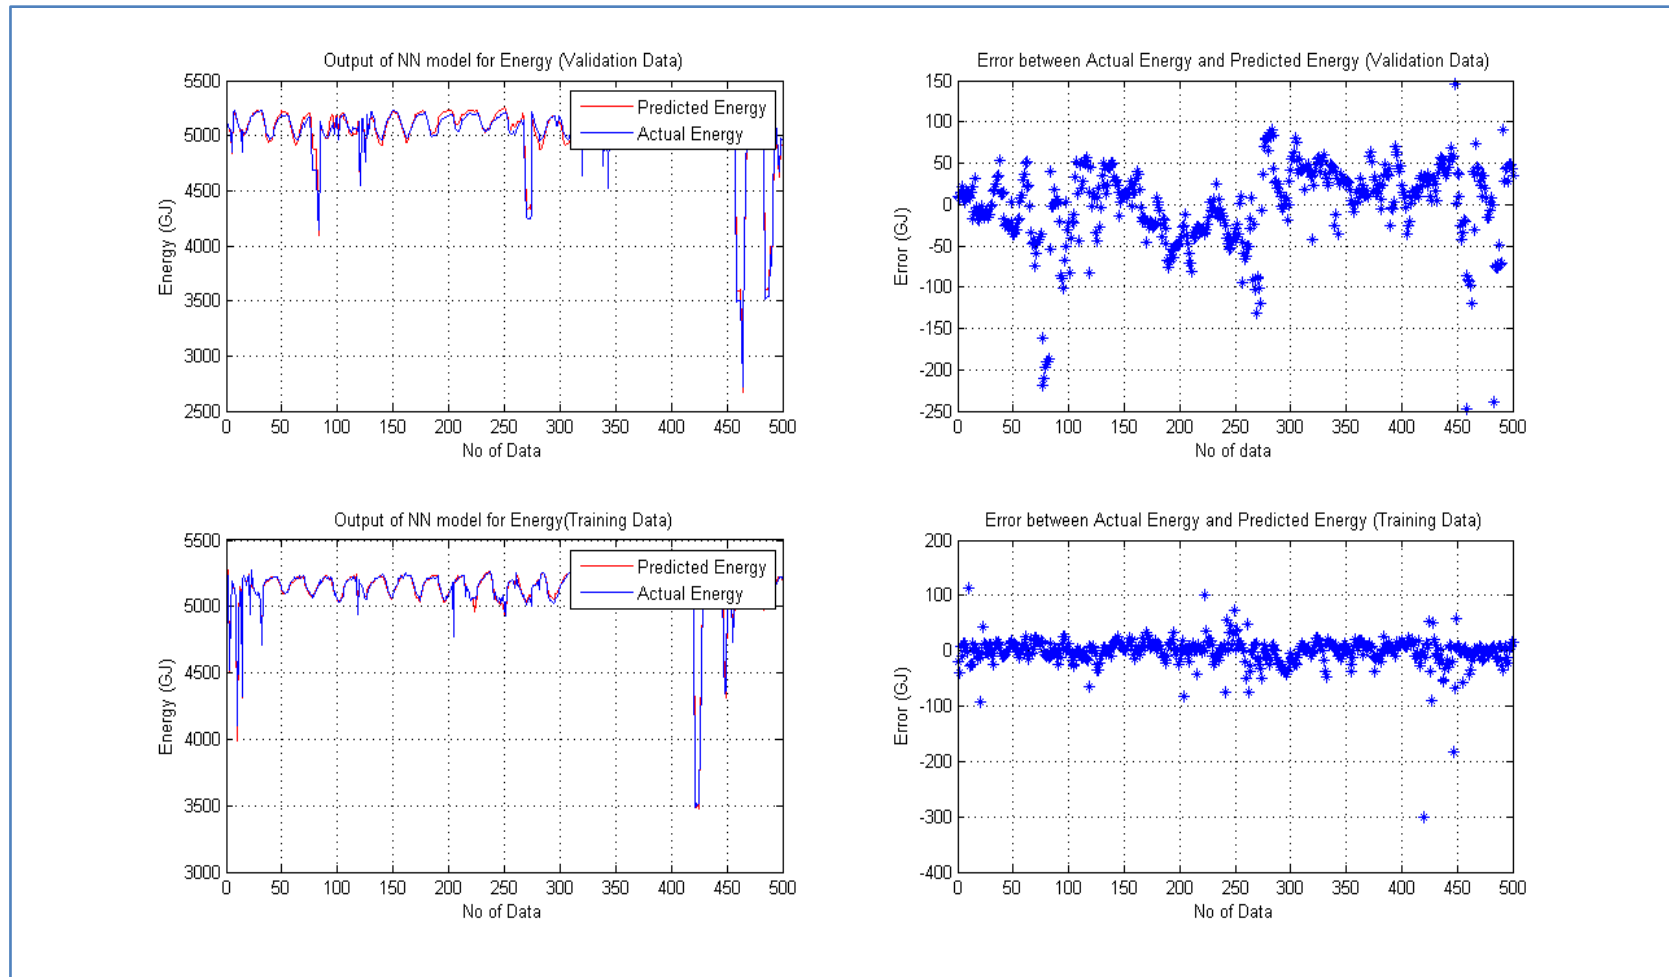 Output of NN model for Energy (Validation Data)
5500
5000
4500
4000
3500
3000
2500
Energy (GJ)
Predicted Energy
Actual Energy
0 50 100 150 200 250 300 350 400 450 500
No of Data
Error between Actual Energy and Predicted Energy (Validation Data)
150
100
50
0
-50
-100
-150
-200
-250
Error (GJ)
0 50 100 150 200 250 300 350 400 450 500
No of data
Output of NN model for Energy(Training Data)
5500
5000
4500
4000
3500
3000
Energy (GJ)
Predicted Energy
Actual Energy
0 50 100 150 200 250 300 350 400 450 500
No of Data
Error between Actual Energy and Predicted Energy (Training Data)
200
100
0
-100
-200
-300
-400
Error (GJ)
0 50 100 150 200 250 300 350 400 450 500
No of Data